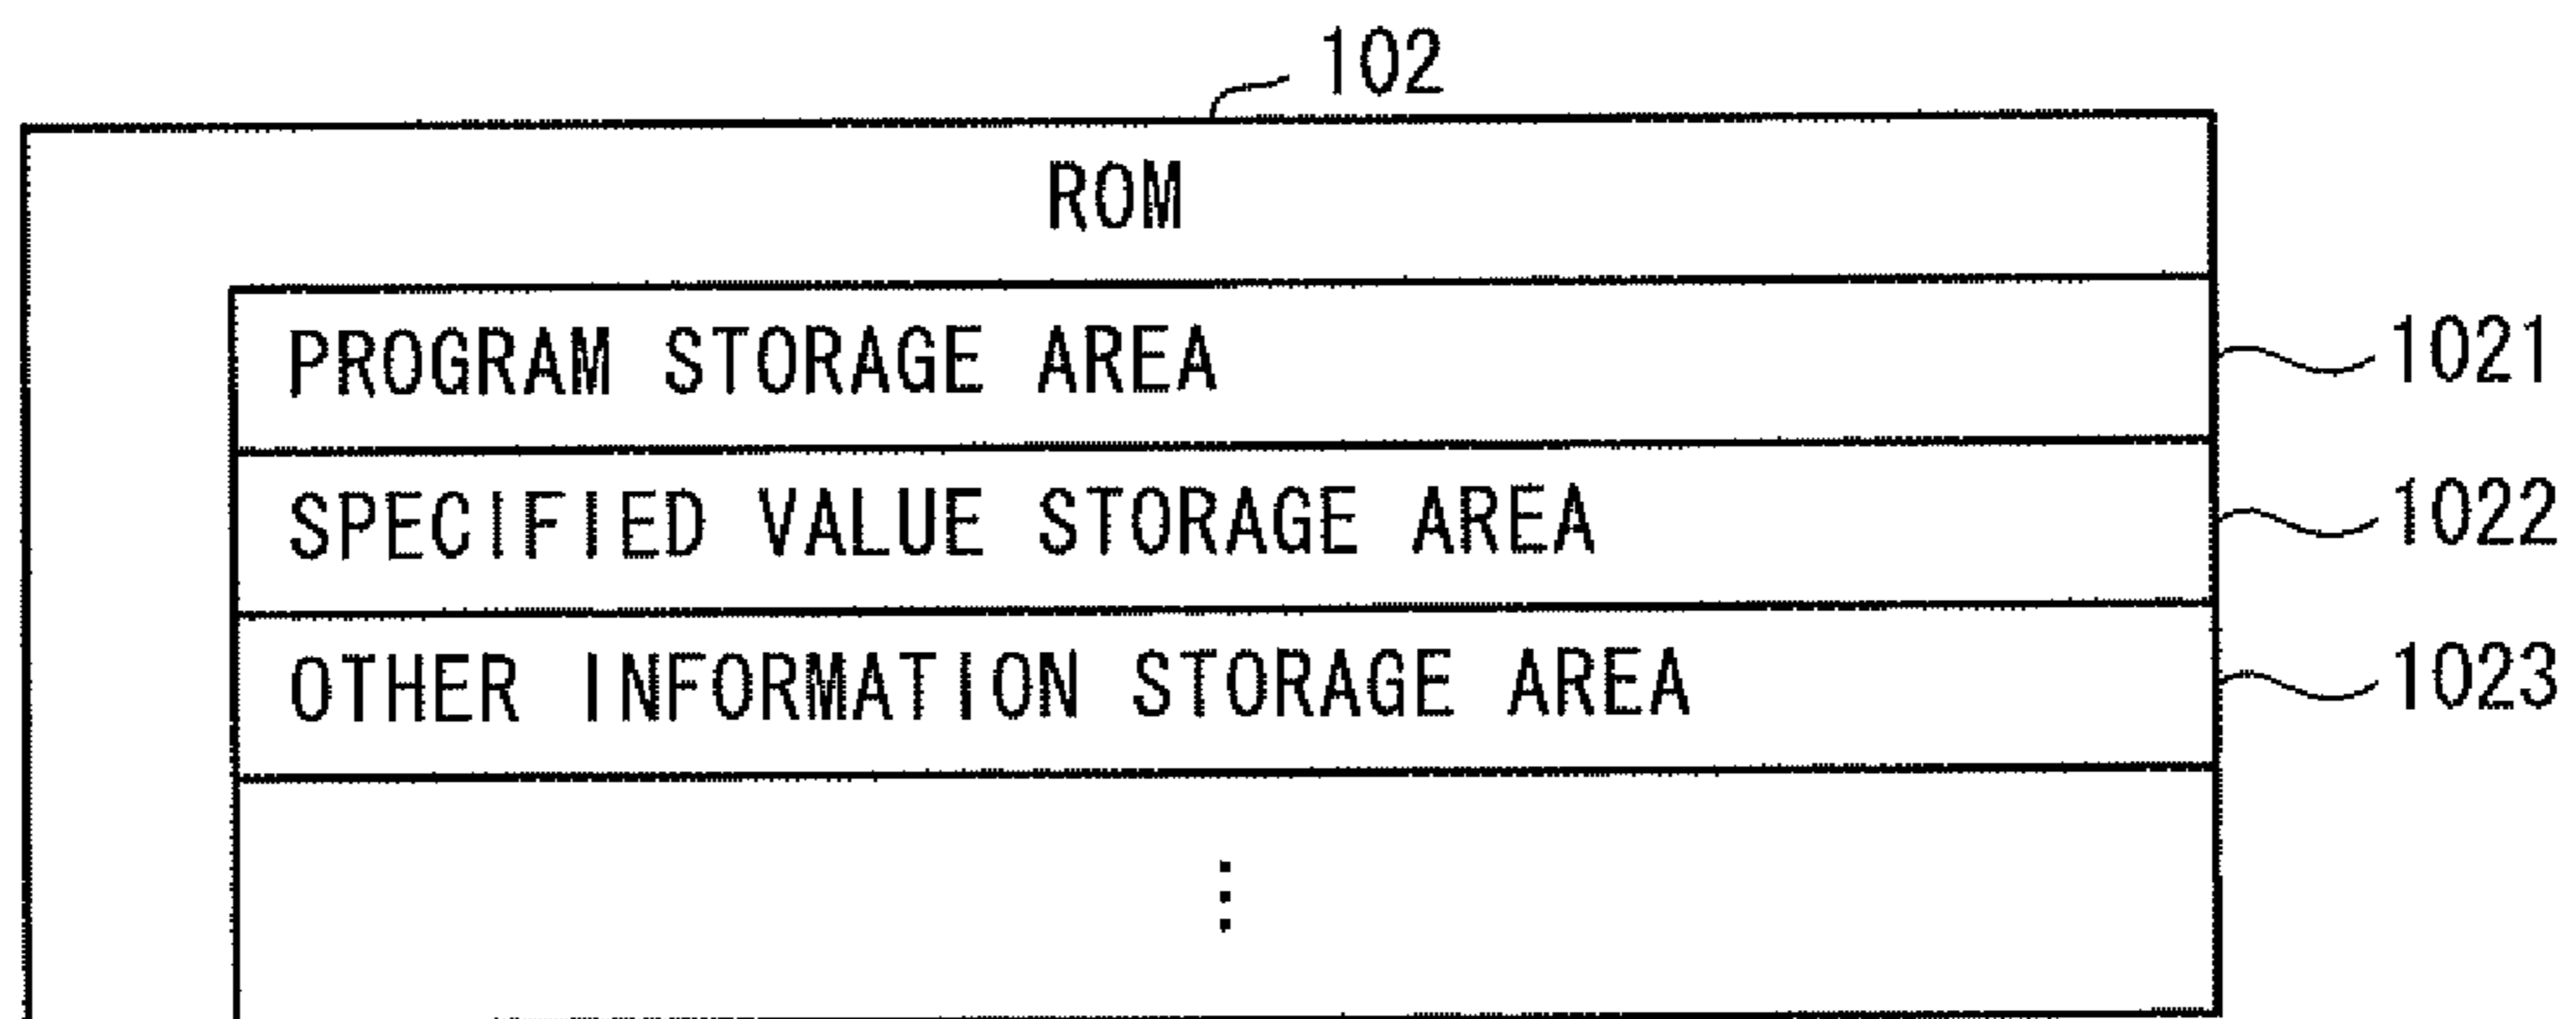 102
ROM
PROGRAM STORAGE AREA 1021
SPECIFIED VALUE STORAGE AREA 1022
OTHER INFORMATION STORAGE AREA 1023
⋮